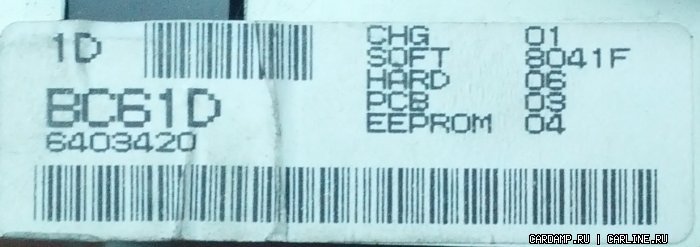 1D
BC61D
6403420
CHG 01
SOFT 8041F
HARD 06
PCB 03
EEPROM 04
CARDAMP.RU | CARLINE.RU